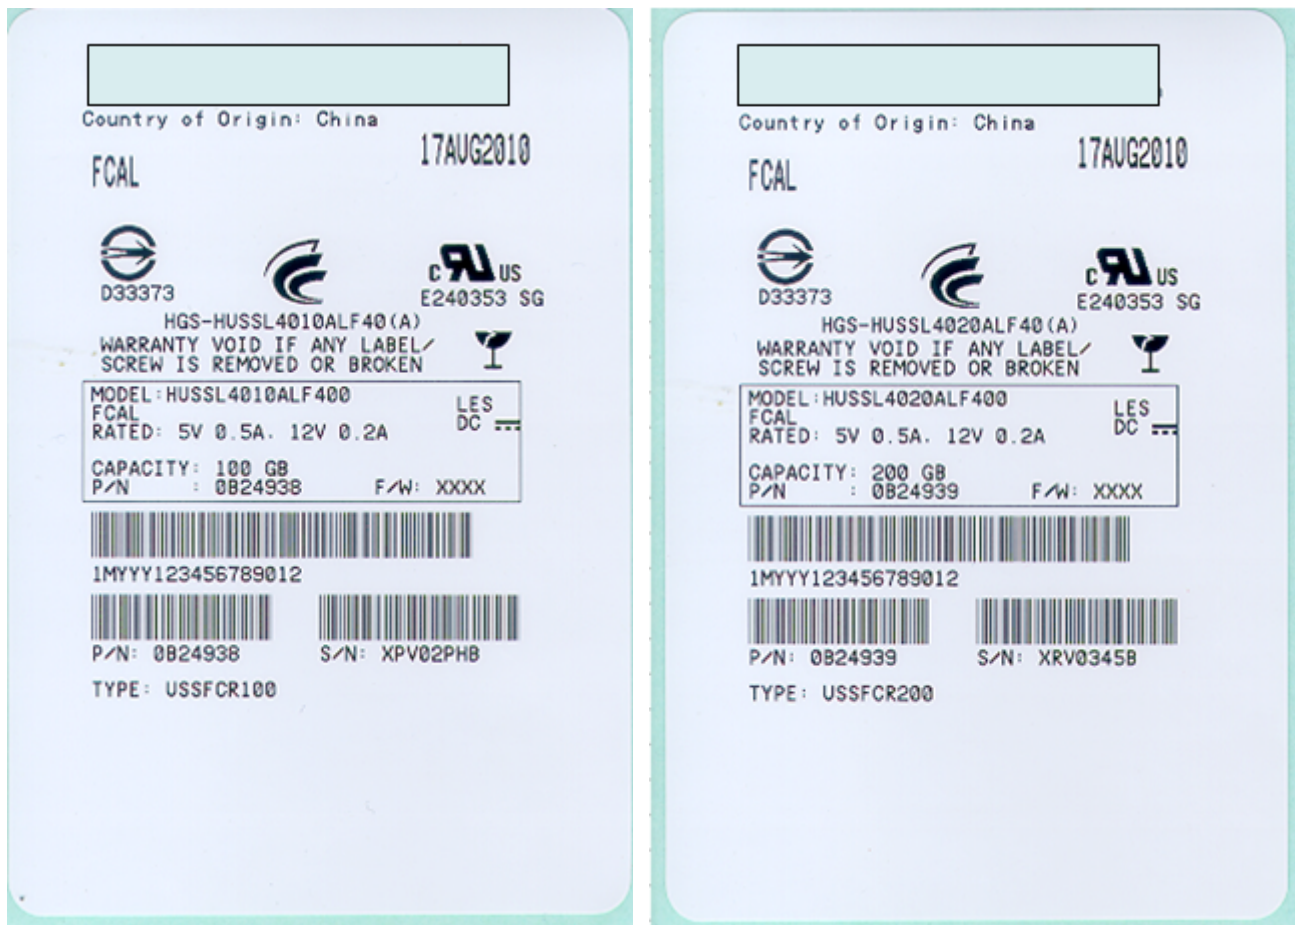 Country of Origin: China
17AUG2010
FCAL
D33373
C US
E240353 SG
HGS-HUSSL4010ALF40(A)
WARRANTY VOID IF ANY LABEL/
SCREW IS REMOVED OR BROKEN
MODEL:HUSSL4010ALF400
FCAL
LES
DC
RATED: 5V 0.5A, 12V 0.2A
CAPACITY: 100 GB
P/N : 0B24938 F/W: XXXX
1MYYY123456789012
P/N: 0B24938 S/N: XPV02PHB
TYPE: USSFCR100
Country of Origin: China
17AUG2010
FCAL
D33373
C US
E240353 SG
HGS-HUSSL4020ALF40(A)
WARRANTY VOID IF ANY LABEL/
SCREW IS REMOVED OR BROKEN
MODEL:HUSSL4020ALF400
FCAL
LES
DC
RATED: 5V 0.5A, 12V 0.2A
CAPACITY: 200 GB
P/N : 0B24939 F/W: XXXX
1MYYY123456789012
P/N: 0B24939 S/N: XRV0345B
TYPE: USSFCR200